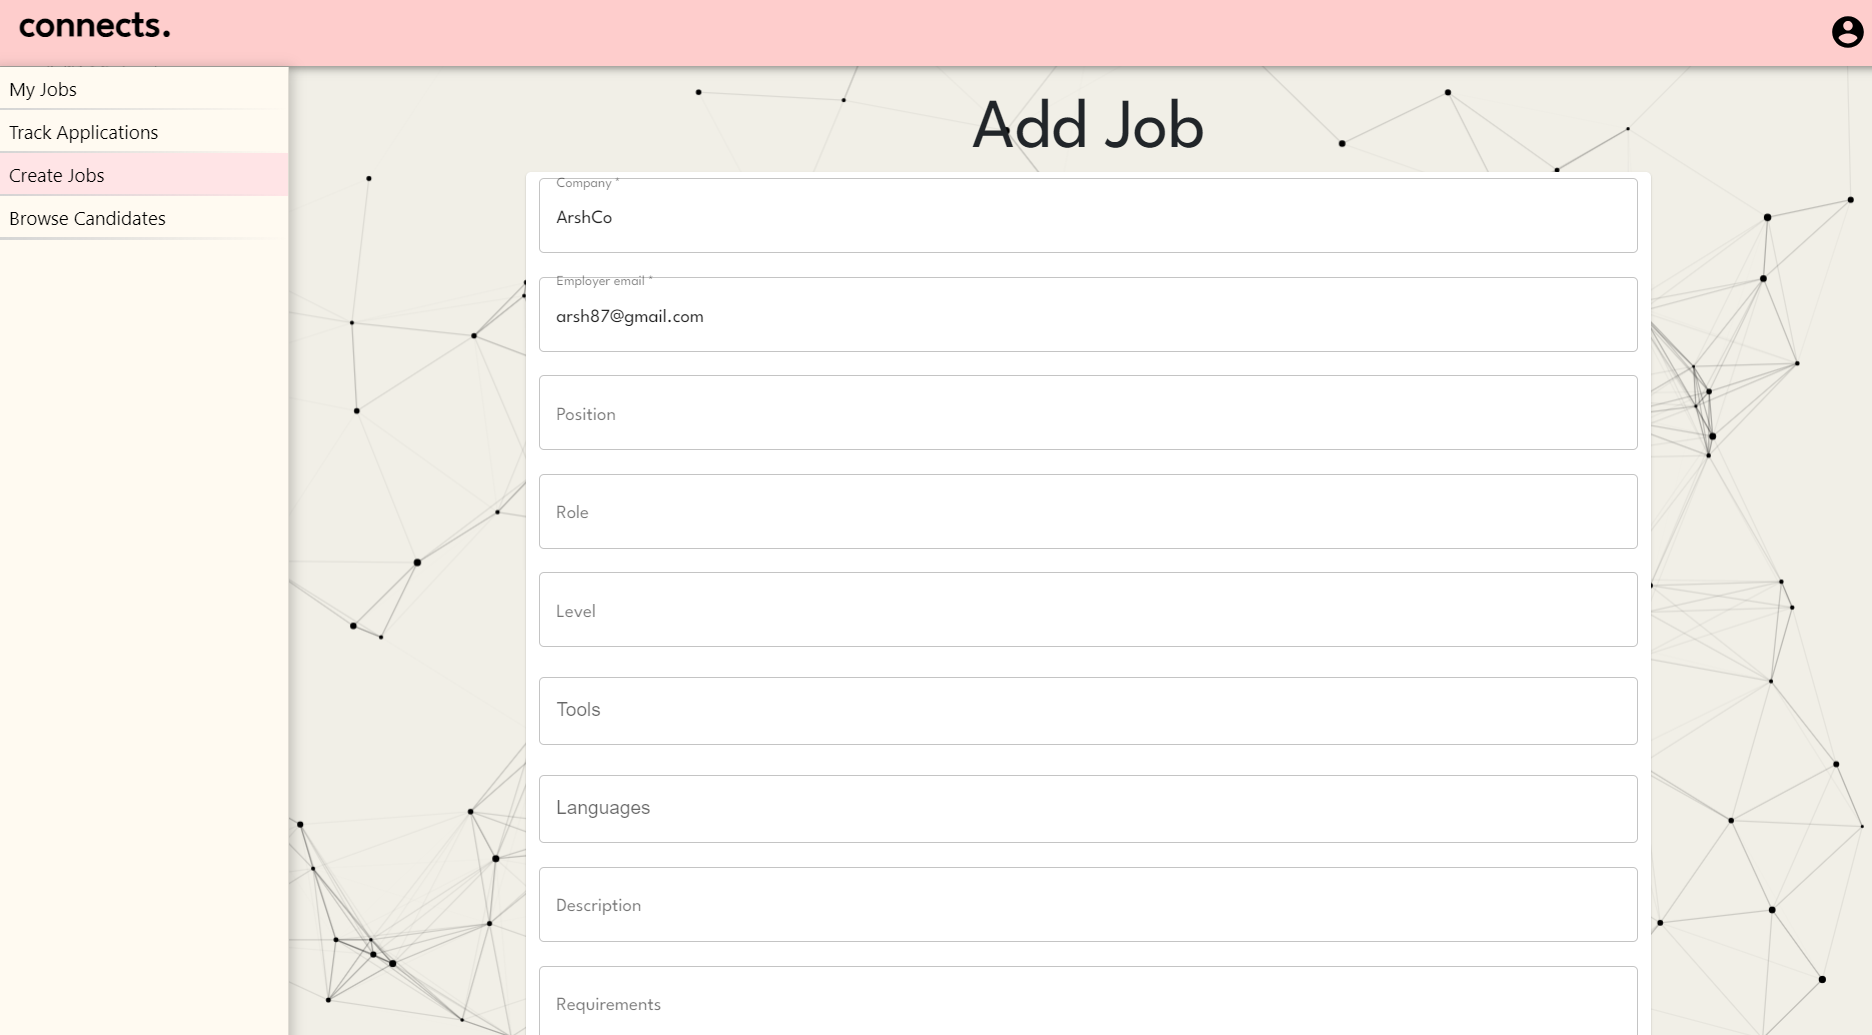 connects.
My Jobs
Track Applications
Create Jobs
Browse Candidates
Add Job
Company *
ArshCo
Employer email *
arsh87@gmail.com
Position
Role
Level
Tools
Languages
Description
Requirements